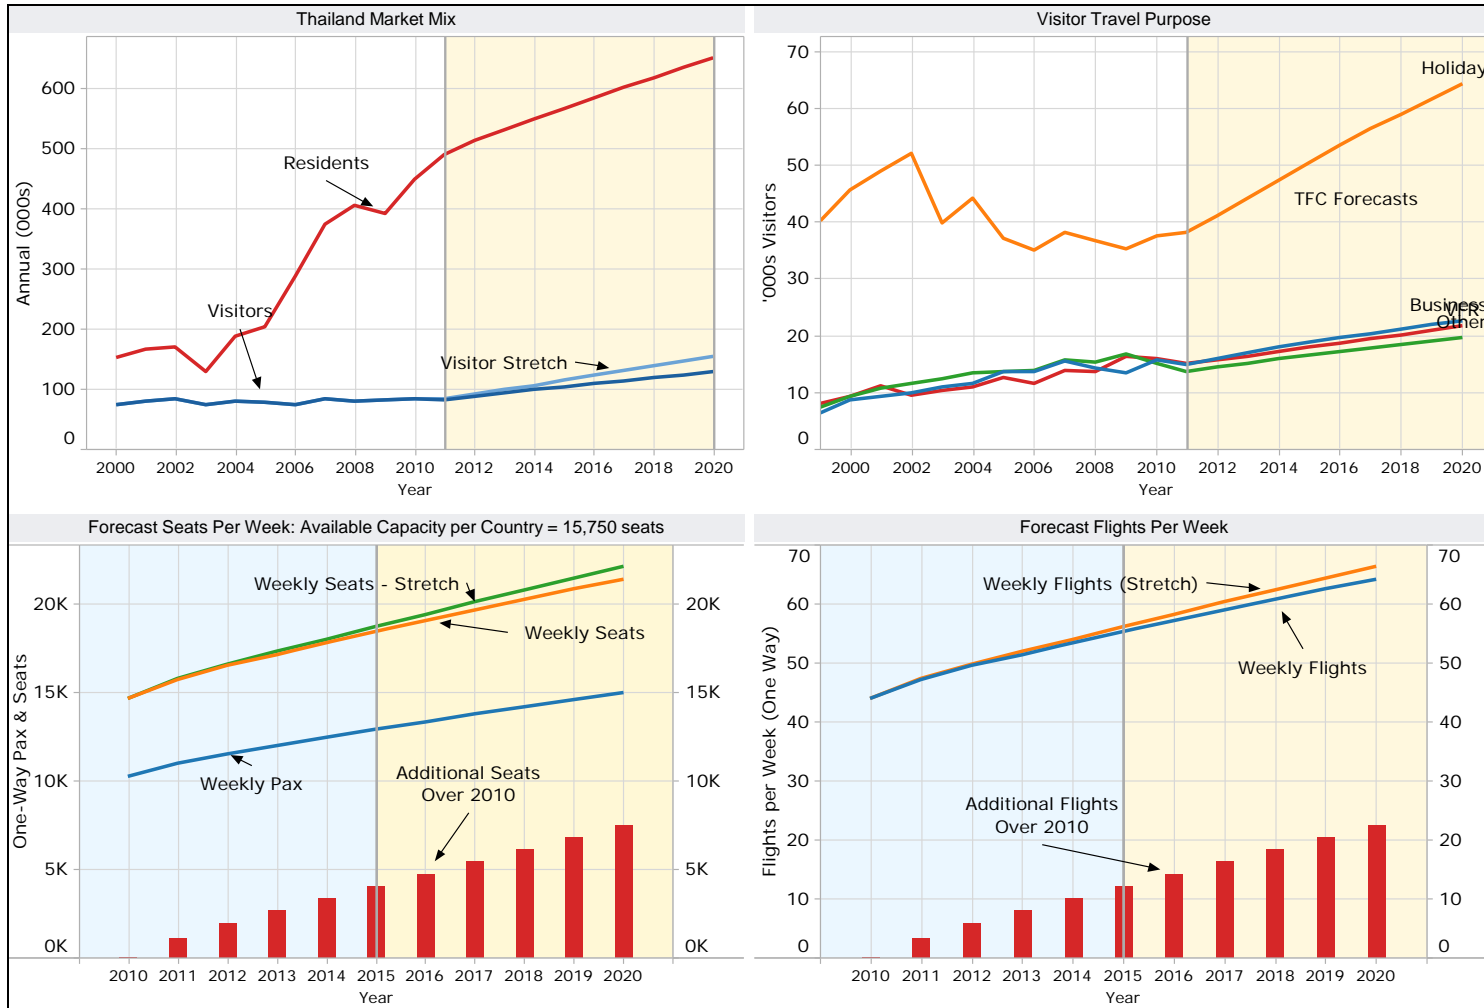 Thailand Market Mix
Annual (000s)
600
500
400
300
200
100
0
Residents
Visitors
Visitor Stretch
2000 2002 2004 2006 2008 2010 2012 2014 2016 2018 2020
Year
Visitor Travel Purpose
'000s Visitors
70
60
50
40
30
20
10
0
Holiday
TFC Forecasts
Business
VFR
Other
2000 2002 2004 2006 2008 2010 2012 2014 2016 2018 2020
Year
Forecast Seats Per Week: Available Capacity per Country = 15,750 seats
One-Way Pax & Seats
20K
15K
10K
5K
0K
Weekly Seats - Stretch
Weekly Seats
Weekly Pax
Additional Seats
Over 2010
20K
15K
10K
5K
0K
2010 2011 2012 2013 2014 2015 2016 2017 2018 2019 2020
Year
Forecast Flights Per Week
Flights per Week (One Way)
70
60
50
40
30
20
10
0
Weekly Flights (Stretch)
Weekly Flights
Additional Flights
Over 2010
70
60
50
40
30
20
10
0
2010 2011 2012 2013 2014 2015 2016 2017 2018 2019 2020
Year